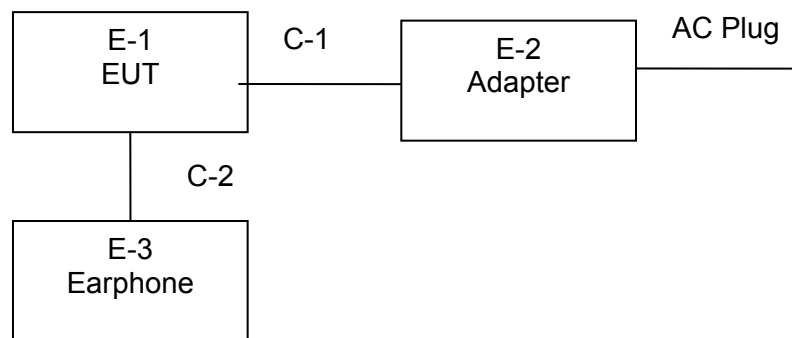 E-1
EUT
C-1
E-2
Adapter
AC Plug
C-2
E-3
Earphone